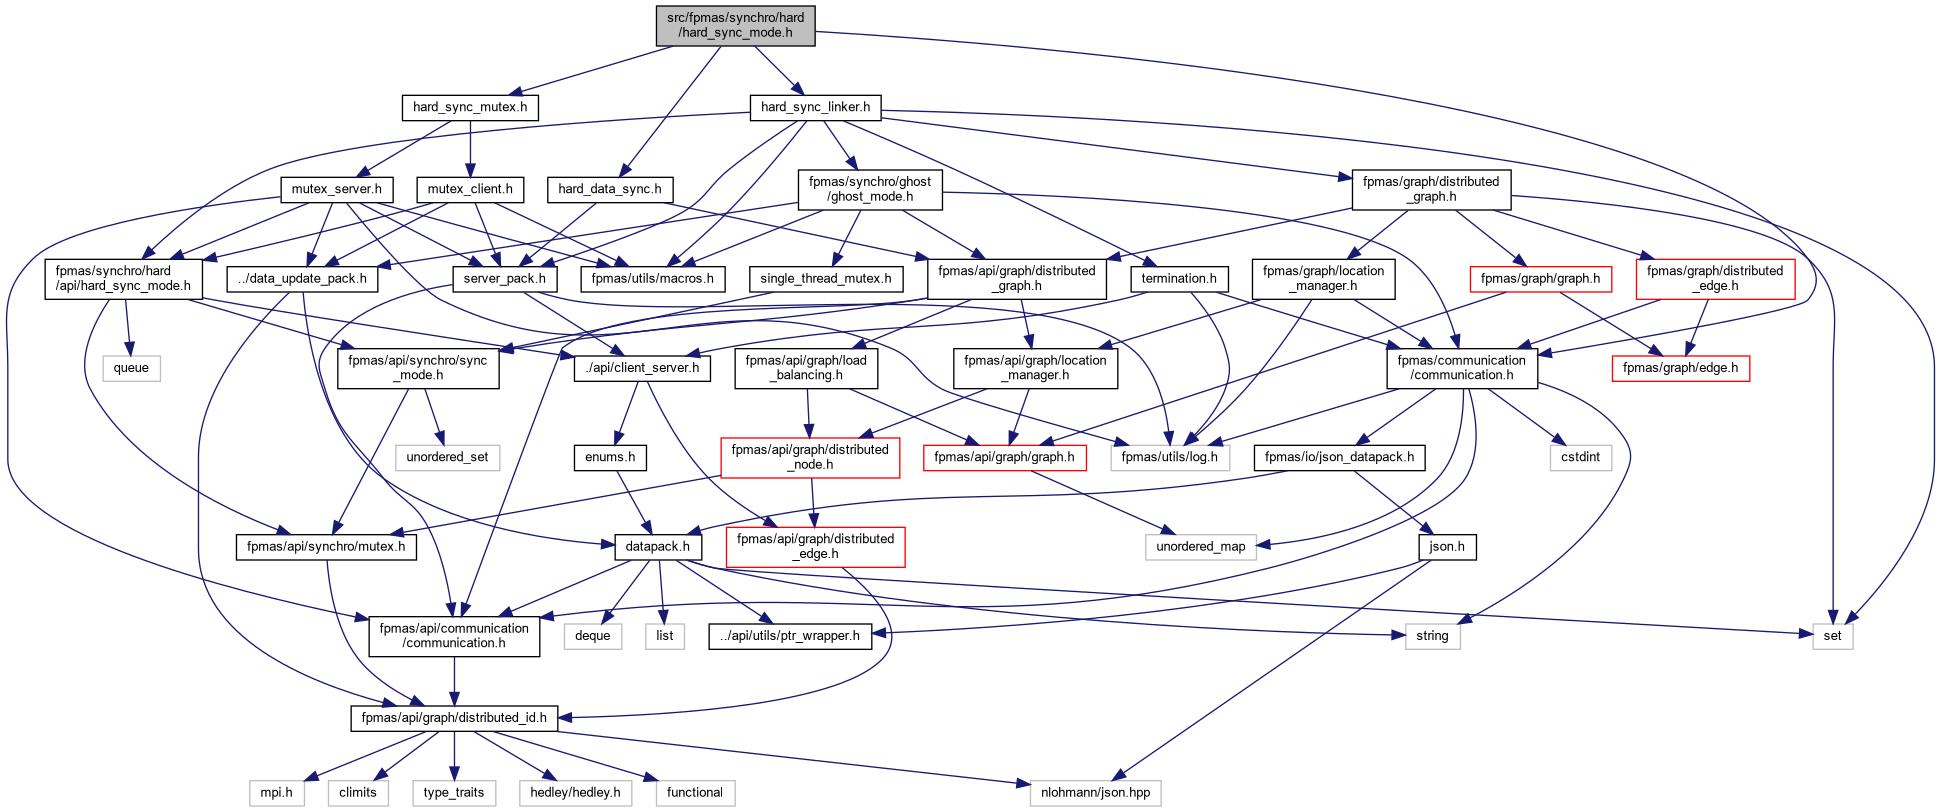 src/fpmas/synchro/hard
/hard_sync_mode.h
hard_sync_mutex.h
hard_sync_linker.h
mutex_server.h
mutex_client.h
hard_data_sync.h
fpmas/synchro/ghost
/ghost_mode.h
fpmas/graph/distributed
_graph.h
fpmas/synchro/hard
/api/hard_sync_mode.h
../data_update_pack.h
server_pack.h
fpmas/utils/macros.h
single_thread_mutex.h
fpmas/api/graph/distributed
_graph.h
termination.h
fpmas/graph/location
_manager.h
fpmas/graph/graph.h
fpmas/graph/distributed
_edge.h
queue
fpmas/api/synchro/sync
_mode.h
./api/client_server.h
fpmas/api/graph/load
_balancing.h
fpmas/api/graph/location
_manager.h
fpmas/communication
/communication.h
fpmas/graph/edge.h
unordered_set
enums.h
fpmas/api/graph/distributed
_node.h
fpmas/api/graph/graph.h
fpmas/utils/log.h
fpmas/io/json_datapack.h
cstdint
fpmas/api/synchro/mutex.h
datapack.h
fpmas/api/graph/distributed
_edge.h
unordered_map
json.h
fpmas/api/communication
/communication.h
deque
list
../api/utils/ptr_wrapper.h
string
set
fpmas/api/graph/distributed_id.h
mpi.h
climits
type_traits
hedley/hedley.h
functional
nlohmann/json.hpp